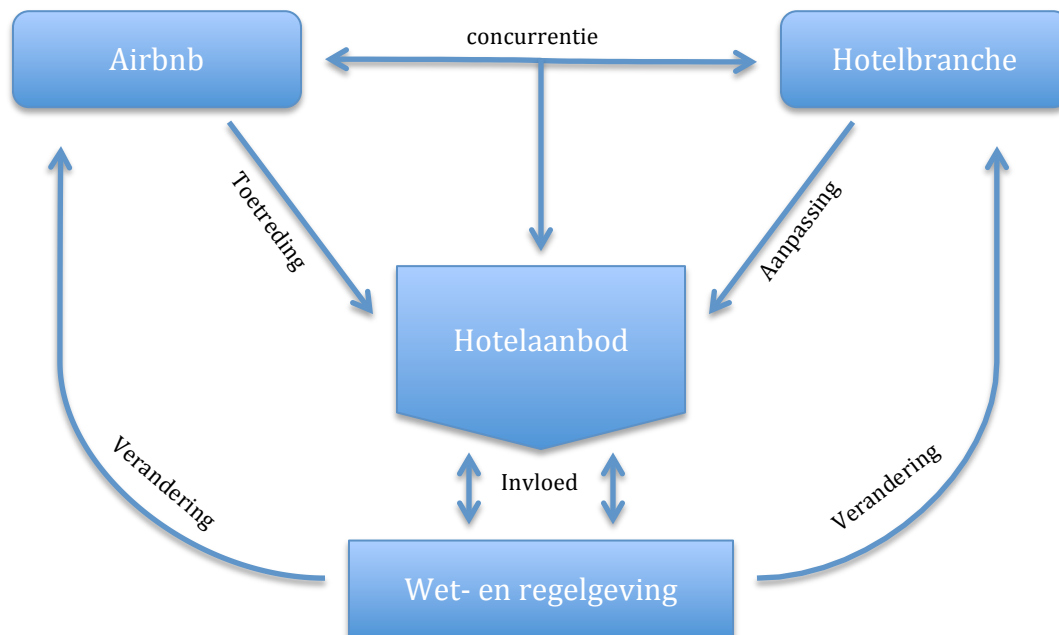 concurrentie
Airbnb
Hotelbranche
Toetreding
Aanpassing
Hotelaanbod
Verandering
Invloed
Verandering
Wet- en regelgeving